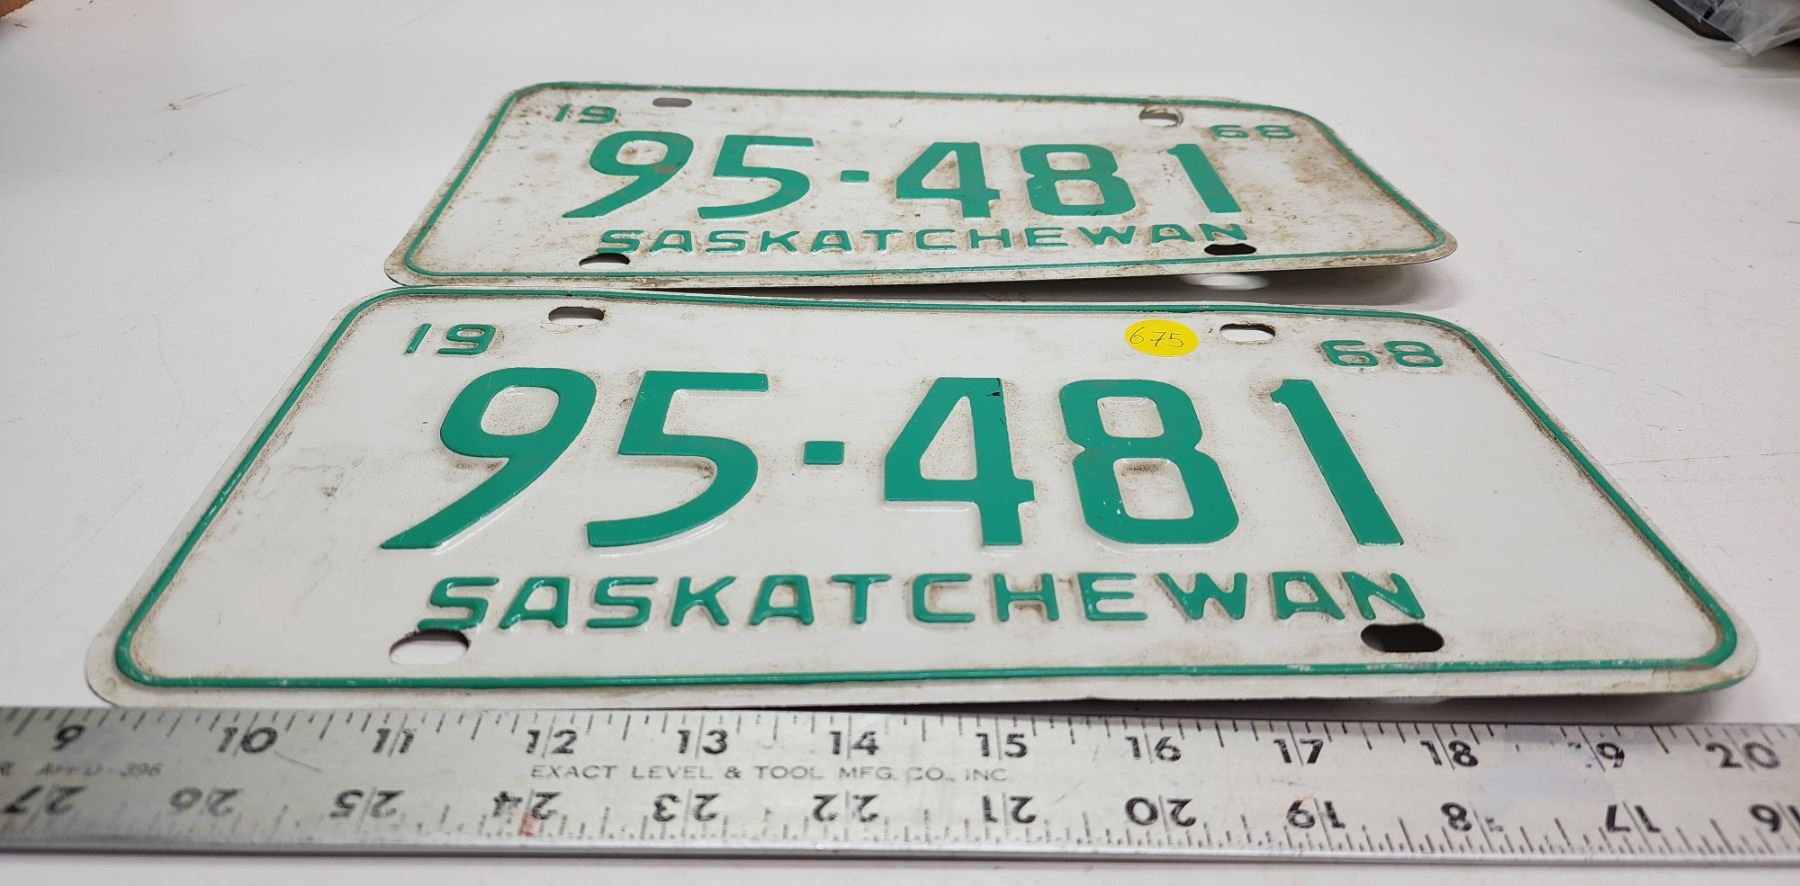 19 68
95-481
SASKATCHEWAN
19 675 68
95-481
SASKATCHEWAN
9 10 11 12 13 14 15 16 17 18 19 20
EXACT LEVEL & TOOL MFG. CO., INC.
27 26 25 24 23 22 21 20 19 18 17 16